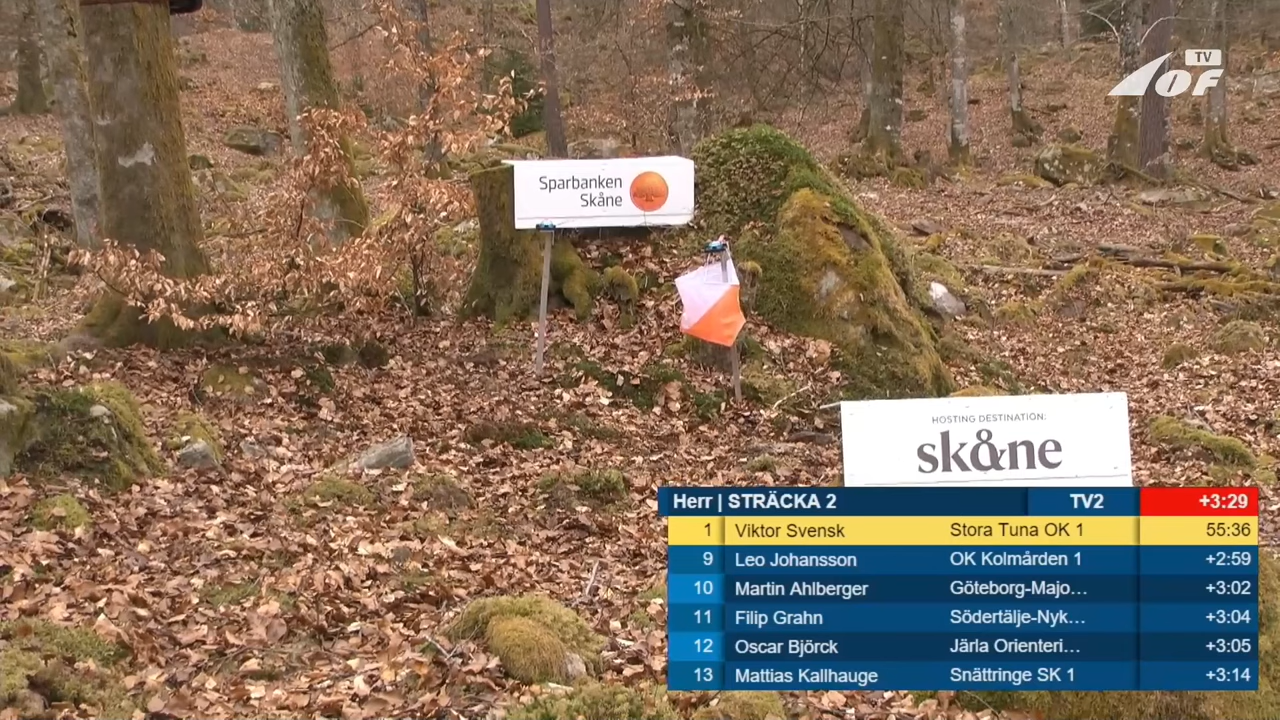 TV
OF
Sparbanken
Skåne
HOSTING DESTINATION:
skåne
Herr | STRÄCKA 2 TV2 +3:29
1 Viktor Svensk Stora Tuna OK 1 55:36
9 Leo Johansson OK Kolmården 1 +2:59
10 Martin Ahlberger Göteborg-Majo… +3:02
11 Filip Grahn Södertälje-Nyk… +3:04
12 Oscar Björck Järla Orienteri… +3:05
13 Mattias Kallhauge Snättringe SK 1 +3:14